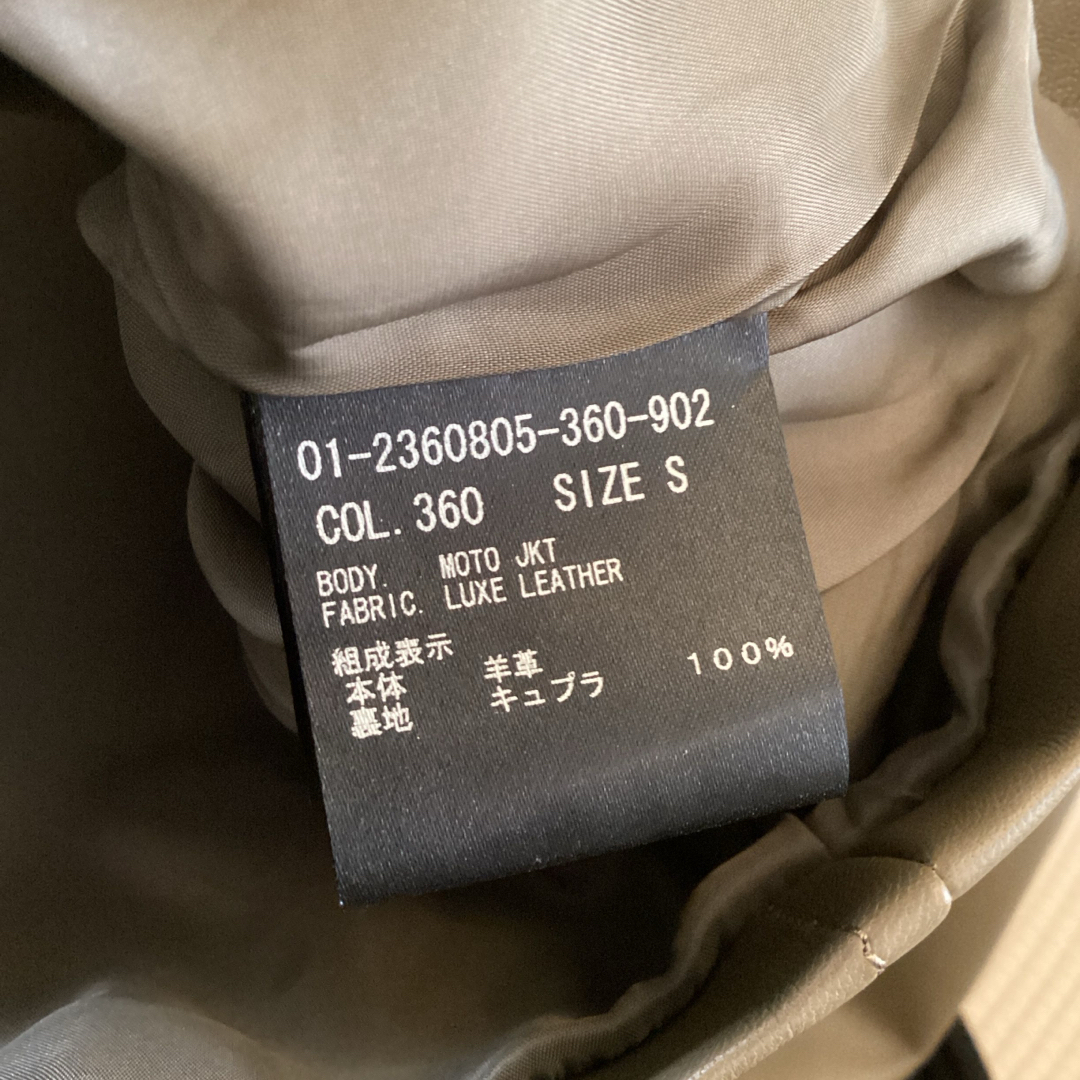 01-2360805-360-902
COL. 360 SIZE S
BODY. MOTO JKT
FABRIC. LUXE LEATHER
組成表示
本体 羊革
裏地 キュプラ 100%